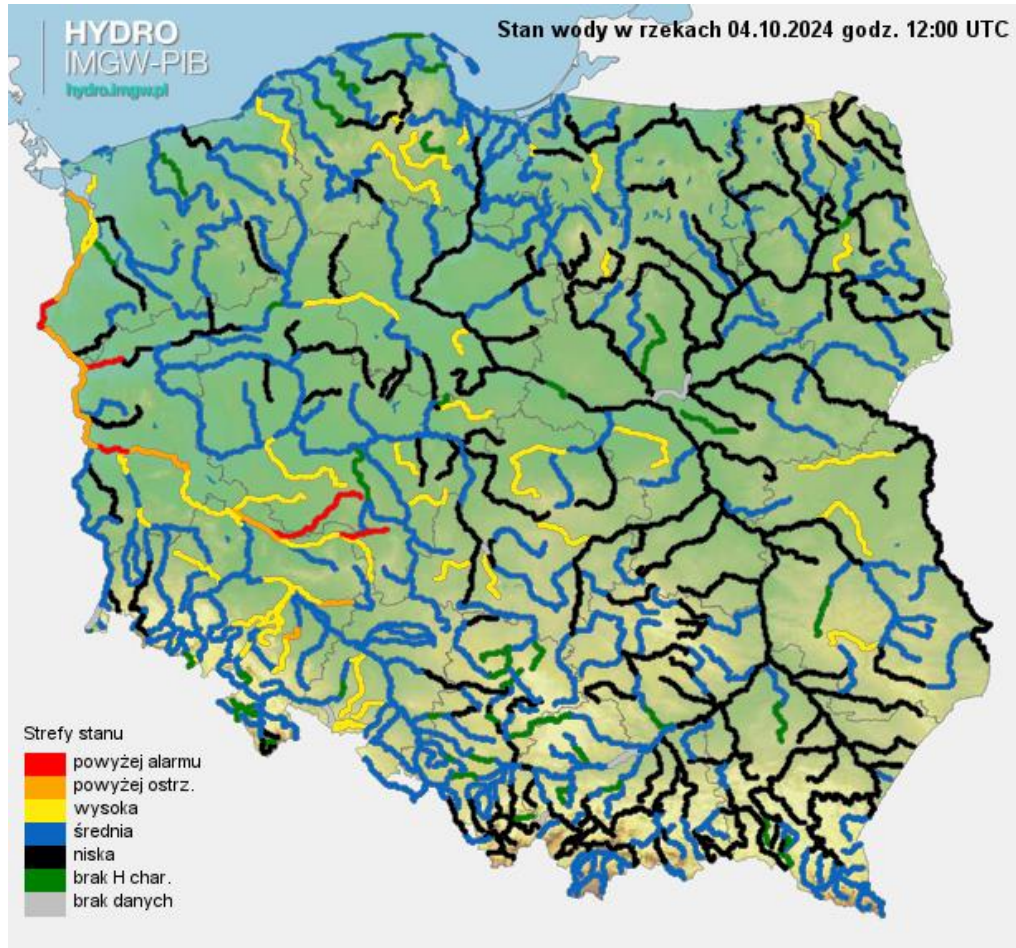 HYDRO
IMGW-PIB
hydro.imgw.pl
Stan wody w rzekach 04.10.2024 godz. 12:00 UTC
Strefy stanu
powyżej alarmu
powyżej ostrz.
wysoka
średnia
niska
brak H char.
brak danych